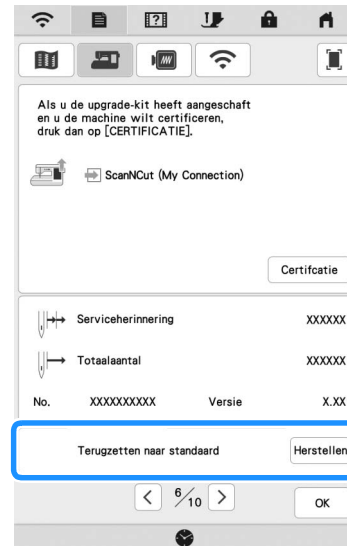 Als u de upgrade-kit heeft aangeschaft
en u de machine wilt certificeren,
druk dan op [CERTIFICATIE].
ScanNCut (My Connection)
Certifcatie
Serviceherinnering XXXXXX
Totaalaantal XXXXXX
No. XXXXXXXXXX Versie X.XX
Terugzetten naar standaard Herstellen
< 6/10 > OK